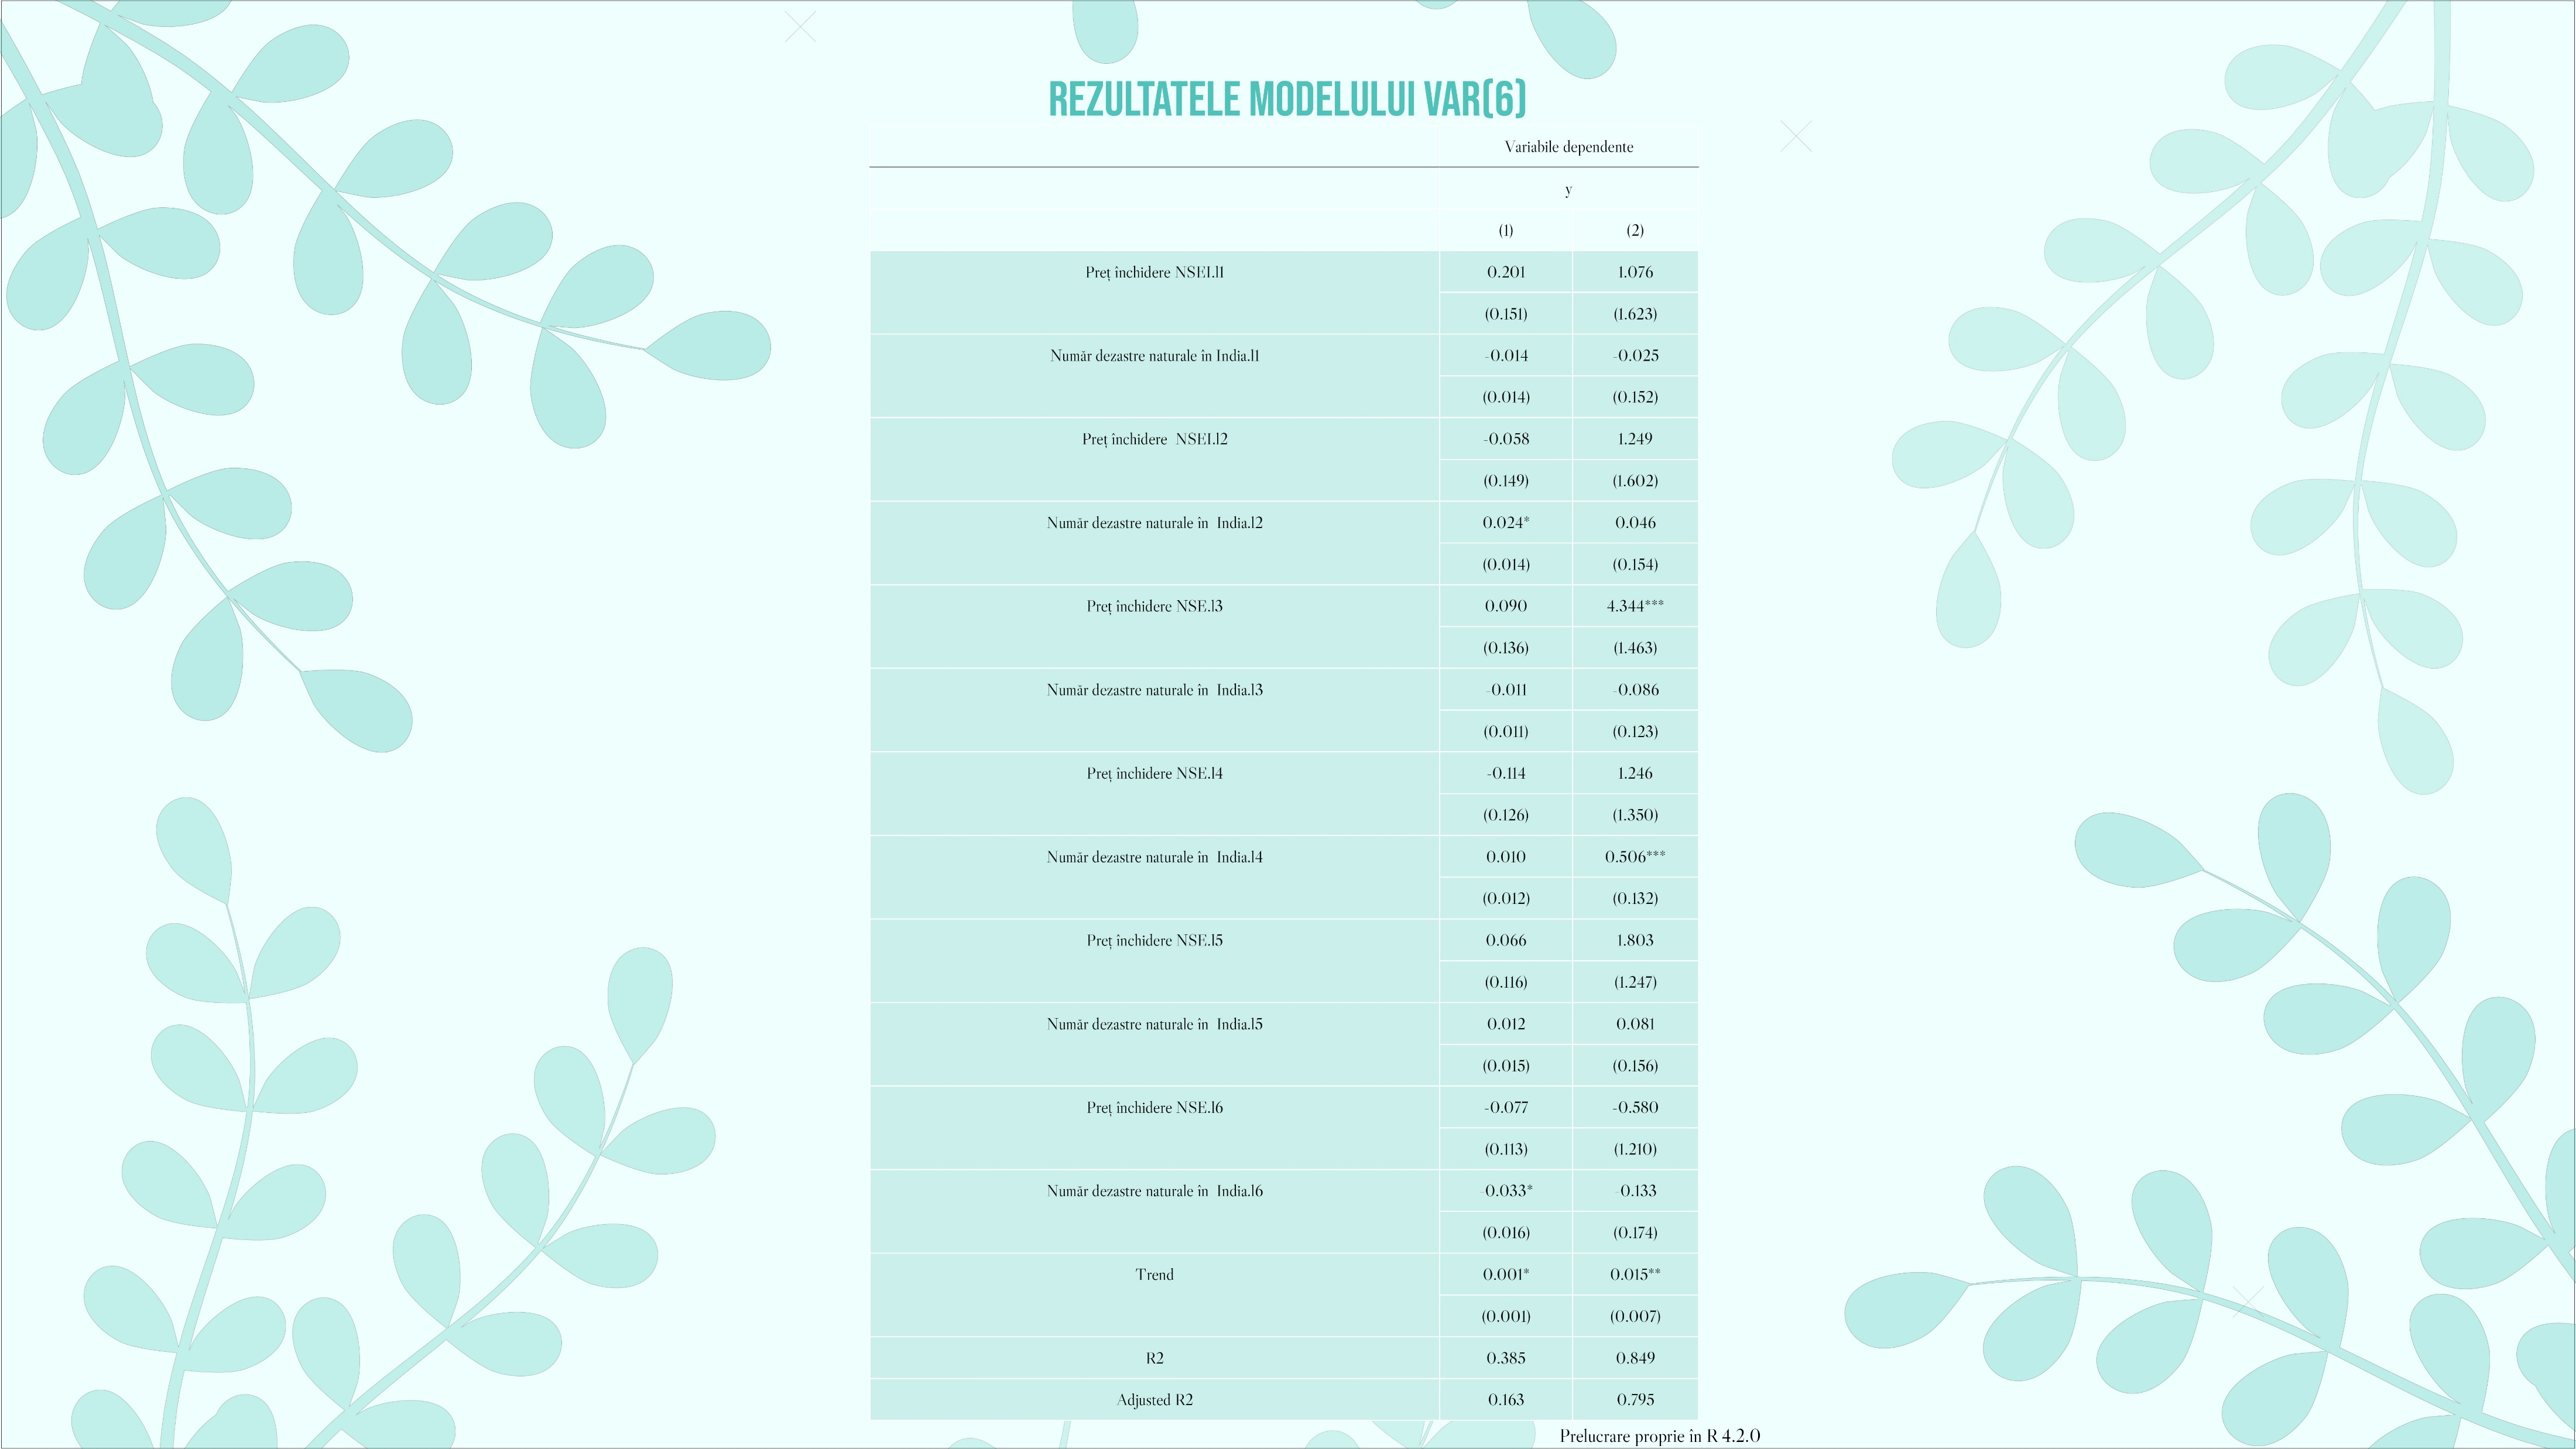 REZULTATELE MODELULUI VAR(6)
Variabile dependente
y
(1) (2)
Preț închidere NSEI.l1 0.201 1.076
(0.151) (1.623)
Număr dezastre naturale în India.l1 -0.014 -0.025
(0.014) (0.152)
Preț închidere NSEI.l2 -0.058 1.249
(0.149) (1.602)
Număr dezastre naturale în India.l2 0.024* 0.046
(0.014) (0.154)
Preț închidere NSE.l3 0.090 4.344***
(0.136) (1.463)
Număr dezastre naturale în India.l3 -0.011 -0.086
(0.011) (0.123)
Preț închidere NSE.l4 -0.114 1.246
(0.126) (1.350)
Număr dezastre naturale în India.l4 0.010 0.506***
(0.012) (0.132)
Preț închidere NSE.l5 0.066 1.803
(0.116) (1.247)
Număr dezastre naturale în India.l5 0.012 0.081
(0.015) (0.156)
Preț închidere NSE.l6 -0.077 -0.580
(0.113) (1.210)
Număr dezastre naturale în India.l6 -0.033* -0.133
(0.016) (0.174)
Trend 0.001* 0.015**
(0.001) (0.007)
R2 0.385 0.849
Adjusted R2 0.163 0.795
Prelucrare proprie în R 4.2.0